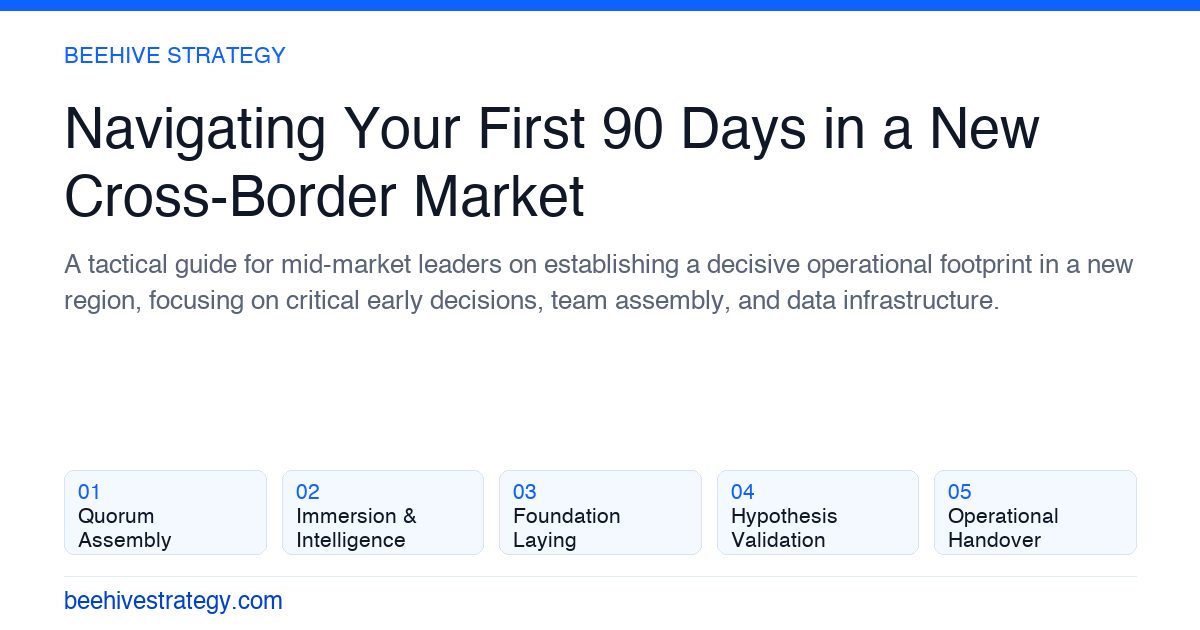 BEEHIVE STRATEGY
Navigating Your First 90 Days in a New
Cross-Border Market
A tactical guide for mid-market leaders on establishing a decisive operational footprint in a new
region, focusing on critical early decisions, team assembly, and data infrastructure.
01
Quorum
Assembly
02
Immersion &
Intelligence
03
Foundation
Laying
04
Hypothesis
Validation
05
Operational
Handover
beehivestrategy.com